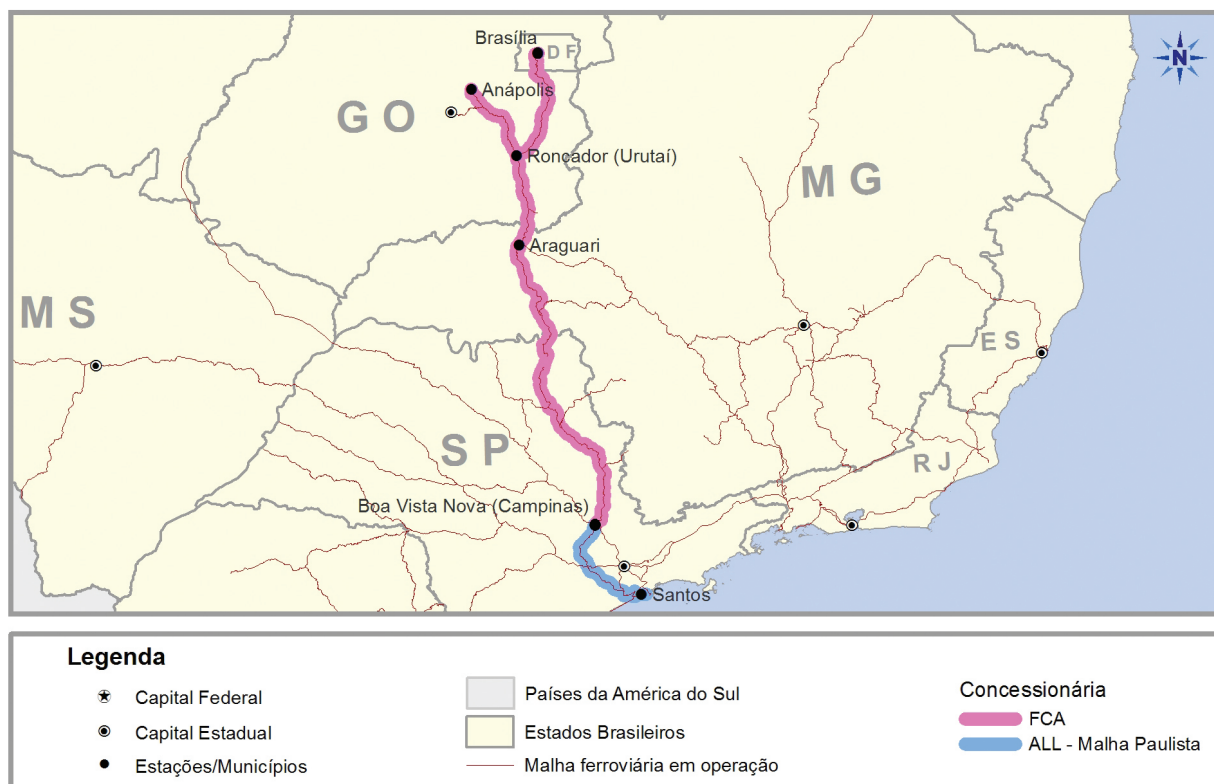 Brasília
D F
N
Anápolis
G O
Roncador (Urutaí)
M G
Araguari
M S
E S
S P
R J
Boa Vista Nova (Campinas)
Santos
Legenda
Capital Federal
Capital Estadual
Estações/Municípios
Países da América do Sul
Estados Brasileiros
Malha ferroviária em operação
Concessionária
FCA
ALL - Malha Paulista